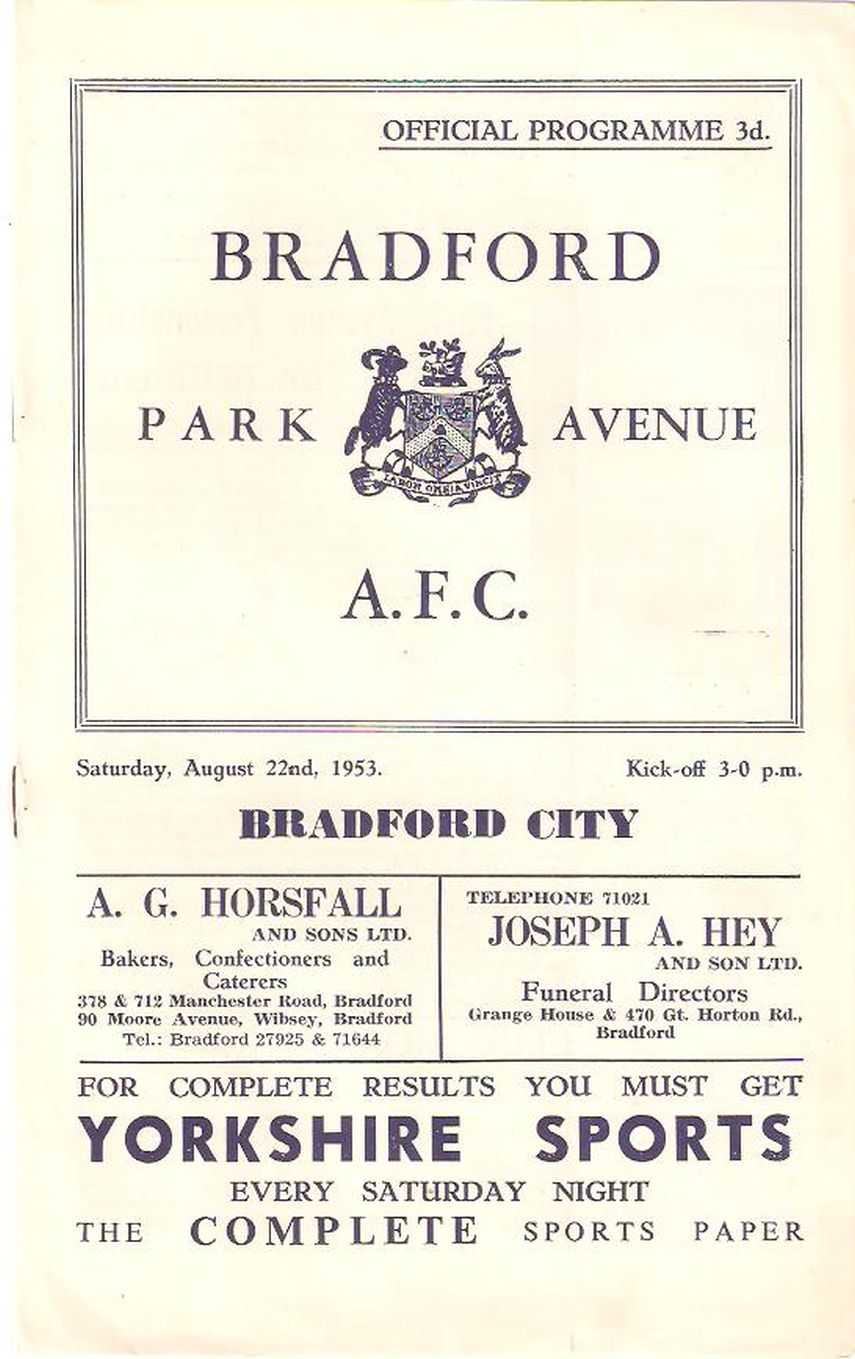 OFFICIAL PROGRAMME 3d.
BRADFORD
PARK AVENUE
LABOR OMNIA VINCIT
A.F.C.
Saturday, August 22nd, 1953. Kick-off 3-0 p.m.
BRADFORD CITY
A. G. HORSFALL
AND SONS LTD.
Bakers, Confectioners and
Caterers
378 & 712 Manchester Road, Bradford
90 Moore Avenue, Wibsey, Bradford
Tel.: Bradford 27925 & 71644
TELEPHONE 71021
JOSEPH A. HEY
AND SON LTD.
Funeral Directors
Grange House & 470 Gt. Horton Rd.,
Bradford
FOR COMPLETE RESULTS YOU MUST GET
YORKSHIRE SPORTS
EVERY SATURDAY NIGHT
THE COMPLETE SPORTS PAPER